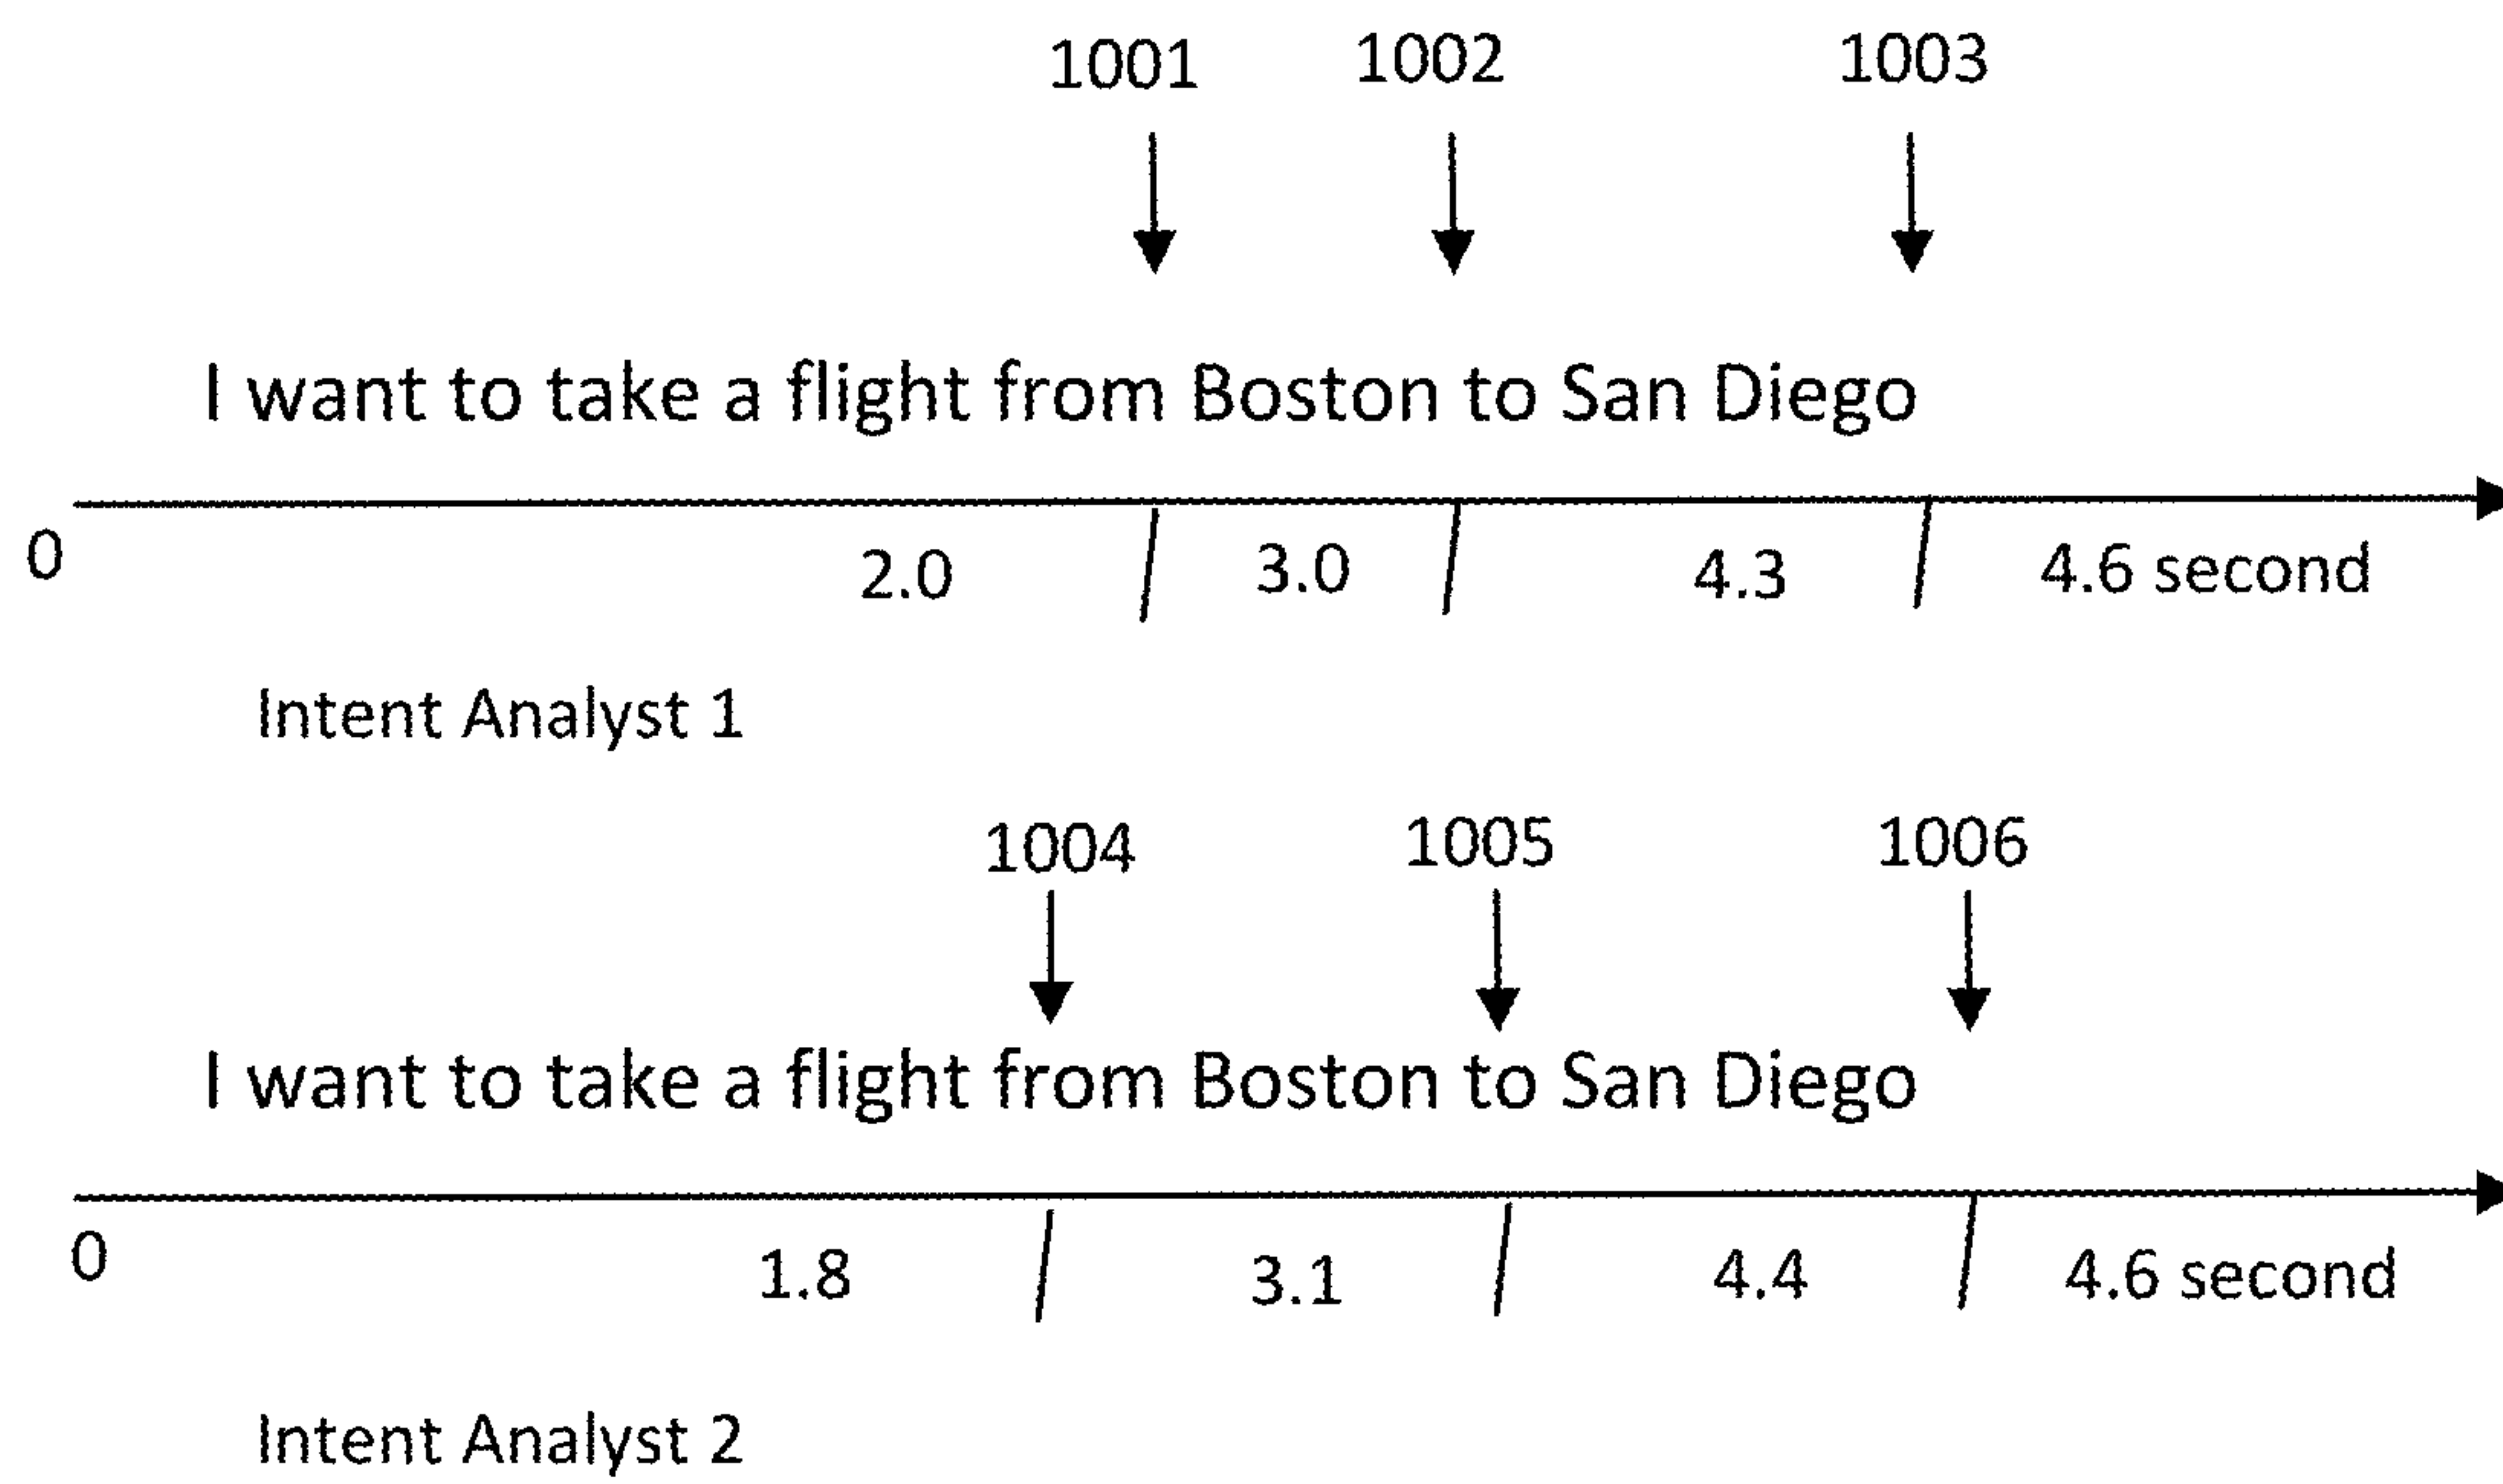 1001 1002 1003
I want to take a flight from Boston to San Diego
0 2.0 3.0 4.3 4.6 second
Intent Analyst 1
1004 1005 1006
I want to take a flight from Boston to San Diego
0 1.8 3.1 4.4 4.6 second
Intent Analyst 2